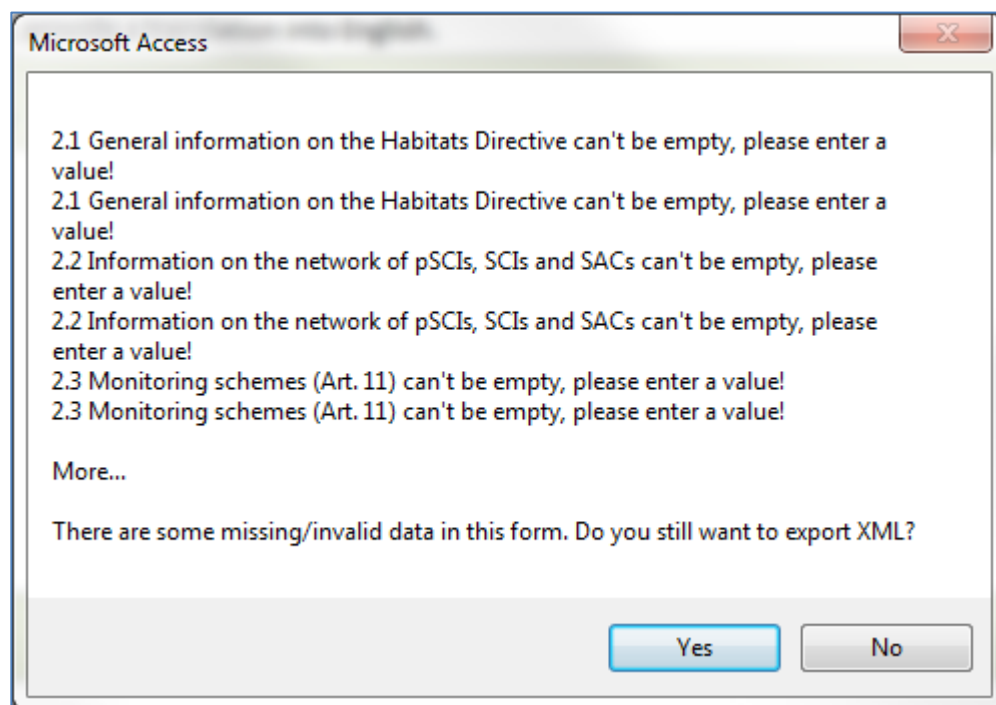 into English.
Microsoft Access
2.1 General information on the Habitats Directive can't be empty, please enter a
value!
2.1 General information on the Habitats Directive can't be empty, please enter a
value!
2.2 Information on the network of pSCIs, SCIs and SACs can't be empty, please
enter a value!
2.2 Information on the network of pSCIs, SCIs and SACs can't be empty, please
enter a value!
2.3 Monitoring schemes (Art. 11) can't be empty, please enter a value!
2.3 Monitoring schemes (Art. 11) can't be empty, please enter a value!
More...
There are some missing/invalid data in this form. Do you still want to export XML?
Yes No